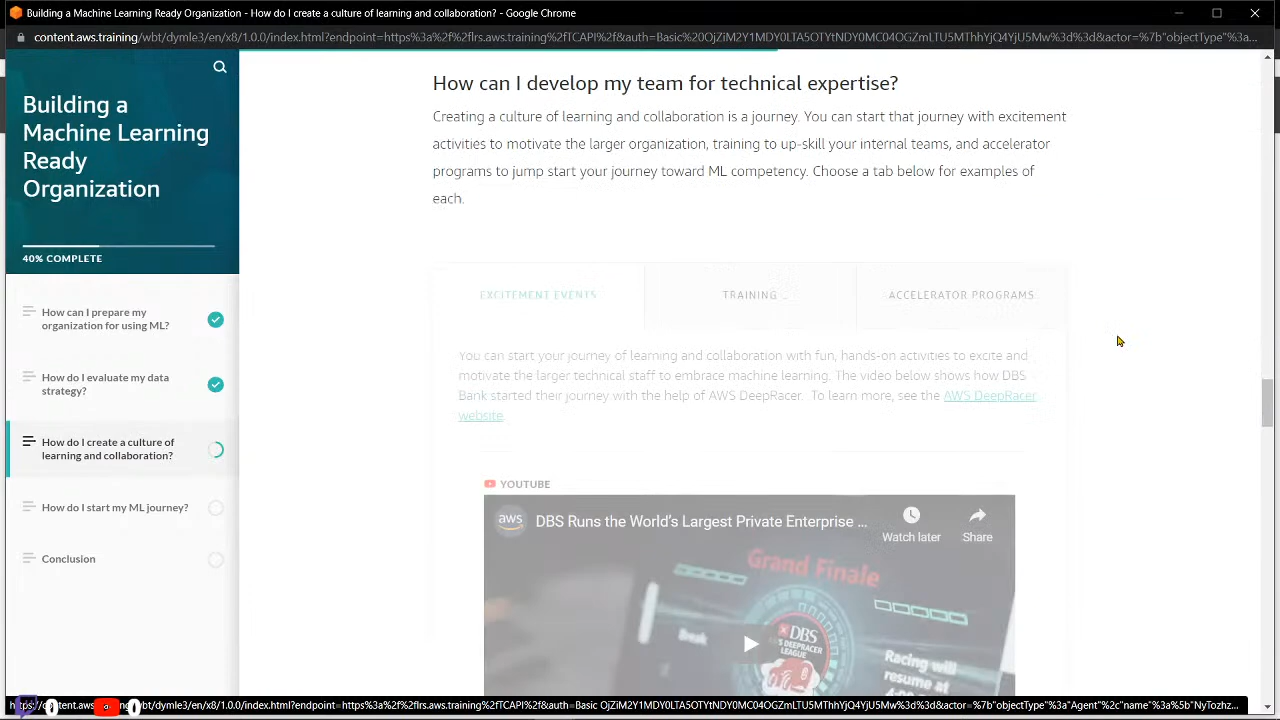 Building a Machine Learning Ready Organization - How do I create a culture of learning and collaboration? - Google Chrome
content.aws.training/wbt/dymle3/en/x8/1.0.0/index.html?endpoint=https%3a%2f%2flrs.aws.training%2fTCAPI%2f&auth=Basic%20OjZiM2Y1MDY0LTA5OTYtNDY0MC04OGZmLTU5MThhYjQ4YjU5Mw%3d%3d&actor=%7b"objectType"%3a...
Building a
Machine Learning
Ready
Organization
40% COMPLETE
How can I prepare my
organization for using ML?
How do I evaluate my data
strategy?
How do I create a culture of
learning and collaboration?
How do I start my ML journey?
Conclusion
How can I develop my team for technical expertise?
Creating a culture of learning and collaboration is a journey. You can start that journey with excitement
activities to motivate the larger organization, training to up-skill your internal teams, and accelerator
programs to jump start your journey toward ML competency. Choose a tab below for examples of
each.
EXCITEMENT EVENTS
TRAINING
ACCELERATOR PROGRAMS
You can start your journey of learning and collaboration with fun, hands-on activities to excite and
motivate the larger technical staff to embrace machine learning. The video below shows how DBS
Bank started their journey with the help of AWS DeepRacer. To learn more, see the AWS DeepRacer
website.
YOUTUBE
aws
DBS Runs the World's Largest Private Enterprise ...
Watch later
Share
Grand Finale
Bank
DBS
AWS DEEPRACER
LEAGUE
Racing will
resume at